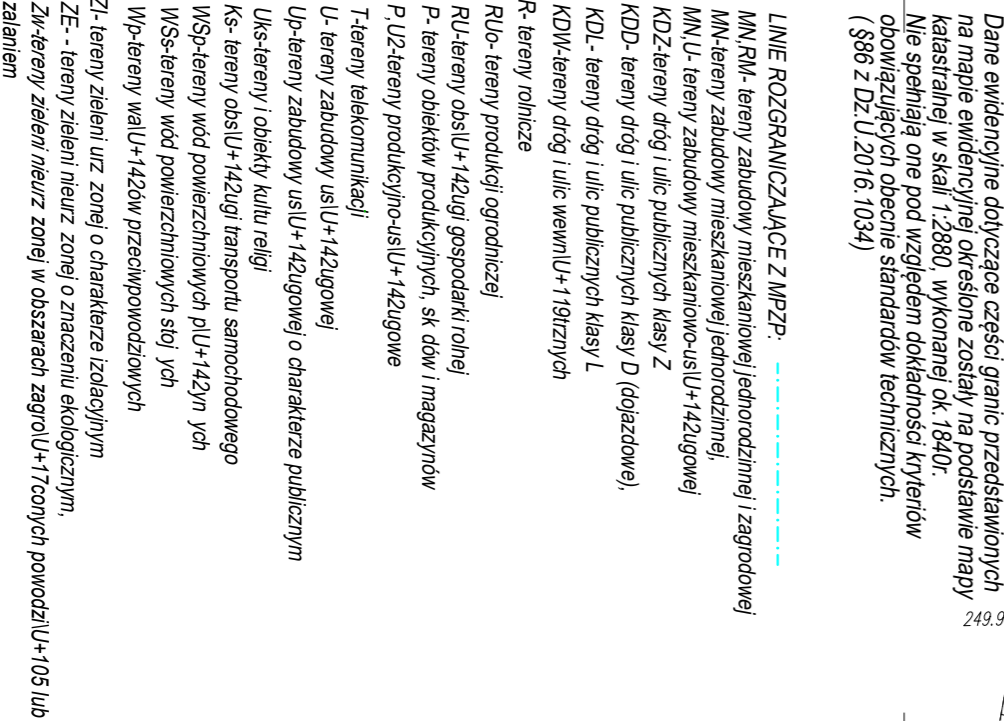 Dane ewidencyjne dotyczące części granic przedstawionych
na mapie ewidencyjnej określone zostały na podstawie mapy
katastralnej w skali 1:2880, wykonanej ok. 1840r.
Nie spełniają one pod względem dokładności kryteriów
obowiązujących obecnie standardów technicznych.
( §86 z Dz.U.2016.1034)
249.9
LINIE ROZGRANICZAJĄCE Z MPZP:
MN,RM- tereny zabudowy mieszkaniowej jednorodzinnej i zagrodowej
MN-tereny zabudowy mieszkaniowej jednorodzinnej,
MN,U- tereny zabudowy mieszkaniowo-us\U+142ugowej
KDZ-tereny dróg i ulic publicznych klasy Z
KDD- tereny dróg i ulic publicznych klasy D (dojazdowe),
KDL- tereny dróg i ulic publicznych klasy L
KDW-tereny dróg i ulic wewn\U+119trznych
R- tereny rolnicze
RUo- tereny produkcji ogrodniczej
RU-tereny obs\U+142ugi gospodarki rolnej
P- tereny obiektów produkcyjnych, sk dów i magazynów
P,U2-tereny produkcyjno-us\U+142ugowe
T-tereny telekomunikacji
U- tereny zabudowy us\U+142ugowej
Up-tereny zabudowy us\U+142ugowej o charakterze publicznym
Uks-tereny i obiekty kultu religi
Ks- tereny obs\U+142ugi transportu samochodowego
WSp-tereny wód powierzchniowych p\U+142yn ych
WSs-tereny wód powierzchniowych stoj ych
Wp-tereny wa\U+142ów przeciwpowodziowych
ZI- tereny zieleni urz zonej o charakterze izolacyjnym
ZE- - tereny zieleni nieurz zonej o znaczeniu ekologicznym,
Zw-tereny zieleni nieurz zonej w obszarach zagro\U+17conych powodzi\U+105 lub
zalaniem